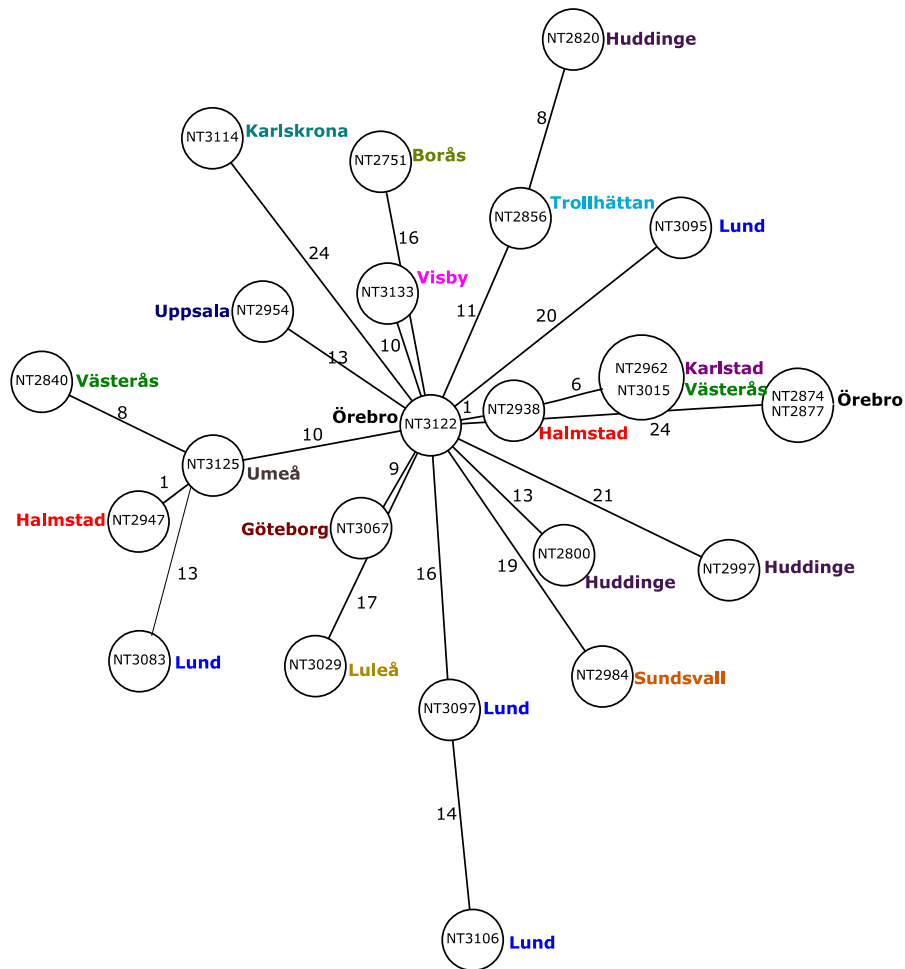 NT2820 Huddinge
8
NT3114 Karlskrona
NT2751 Borås
NT2856 Trollhättan
NT3095 Lund
16
24
NT3133 Visby
Uppsala NT2954
11
20
13
10
NT2840 Västerås
8
NT2962 Karlstad
NT3015 Västerås
6
NT2874
NT2877
Örebro
1
NT2938
Halmstad
24
Örebro
NT3122
10
NT3125 Umeå
1
Halmstad NT2947
9
13
21
Göteborg NT3067
NT2800
Huddinge
NT2997 Huddinge
13
16
19
17
NT3083 Lund
NT3029 Luleå
NT2984 Sundsvall
NT3097 Lund
14
NT3106 Lund